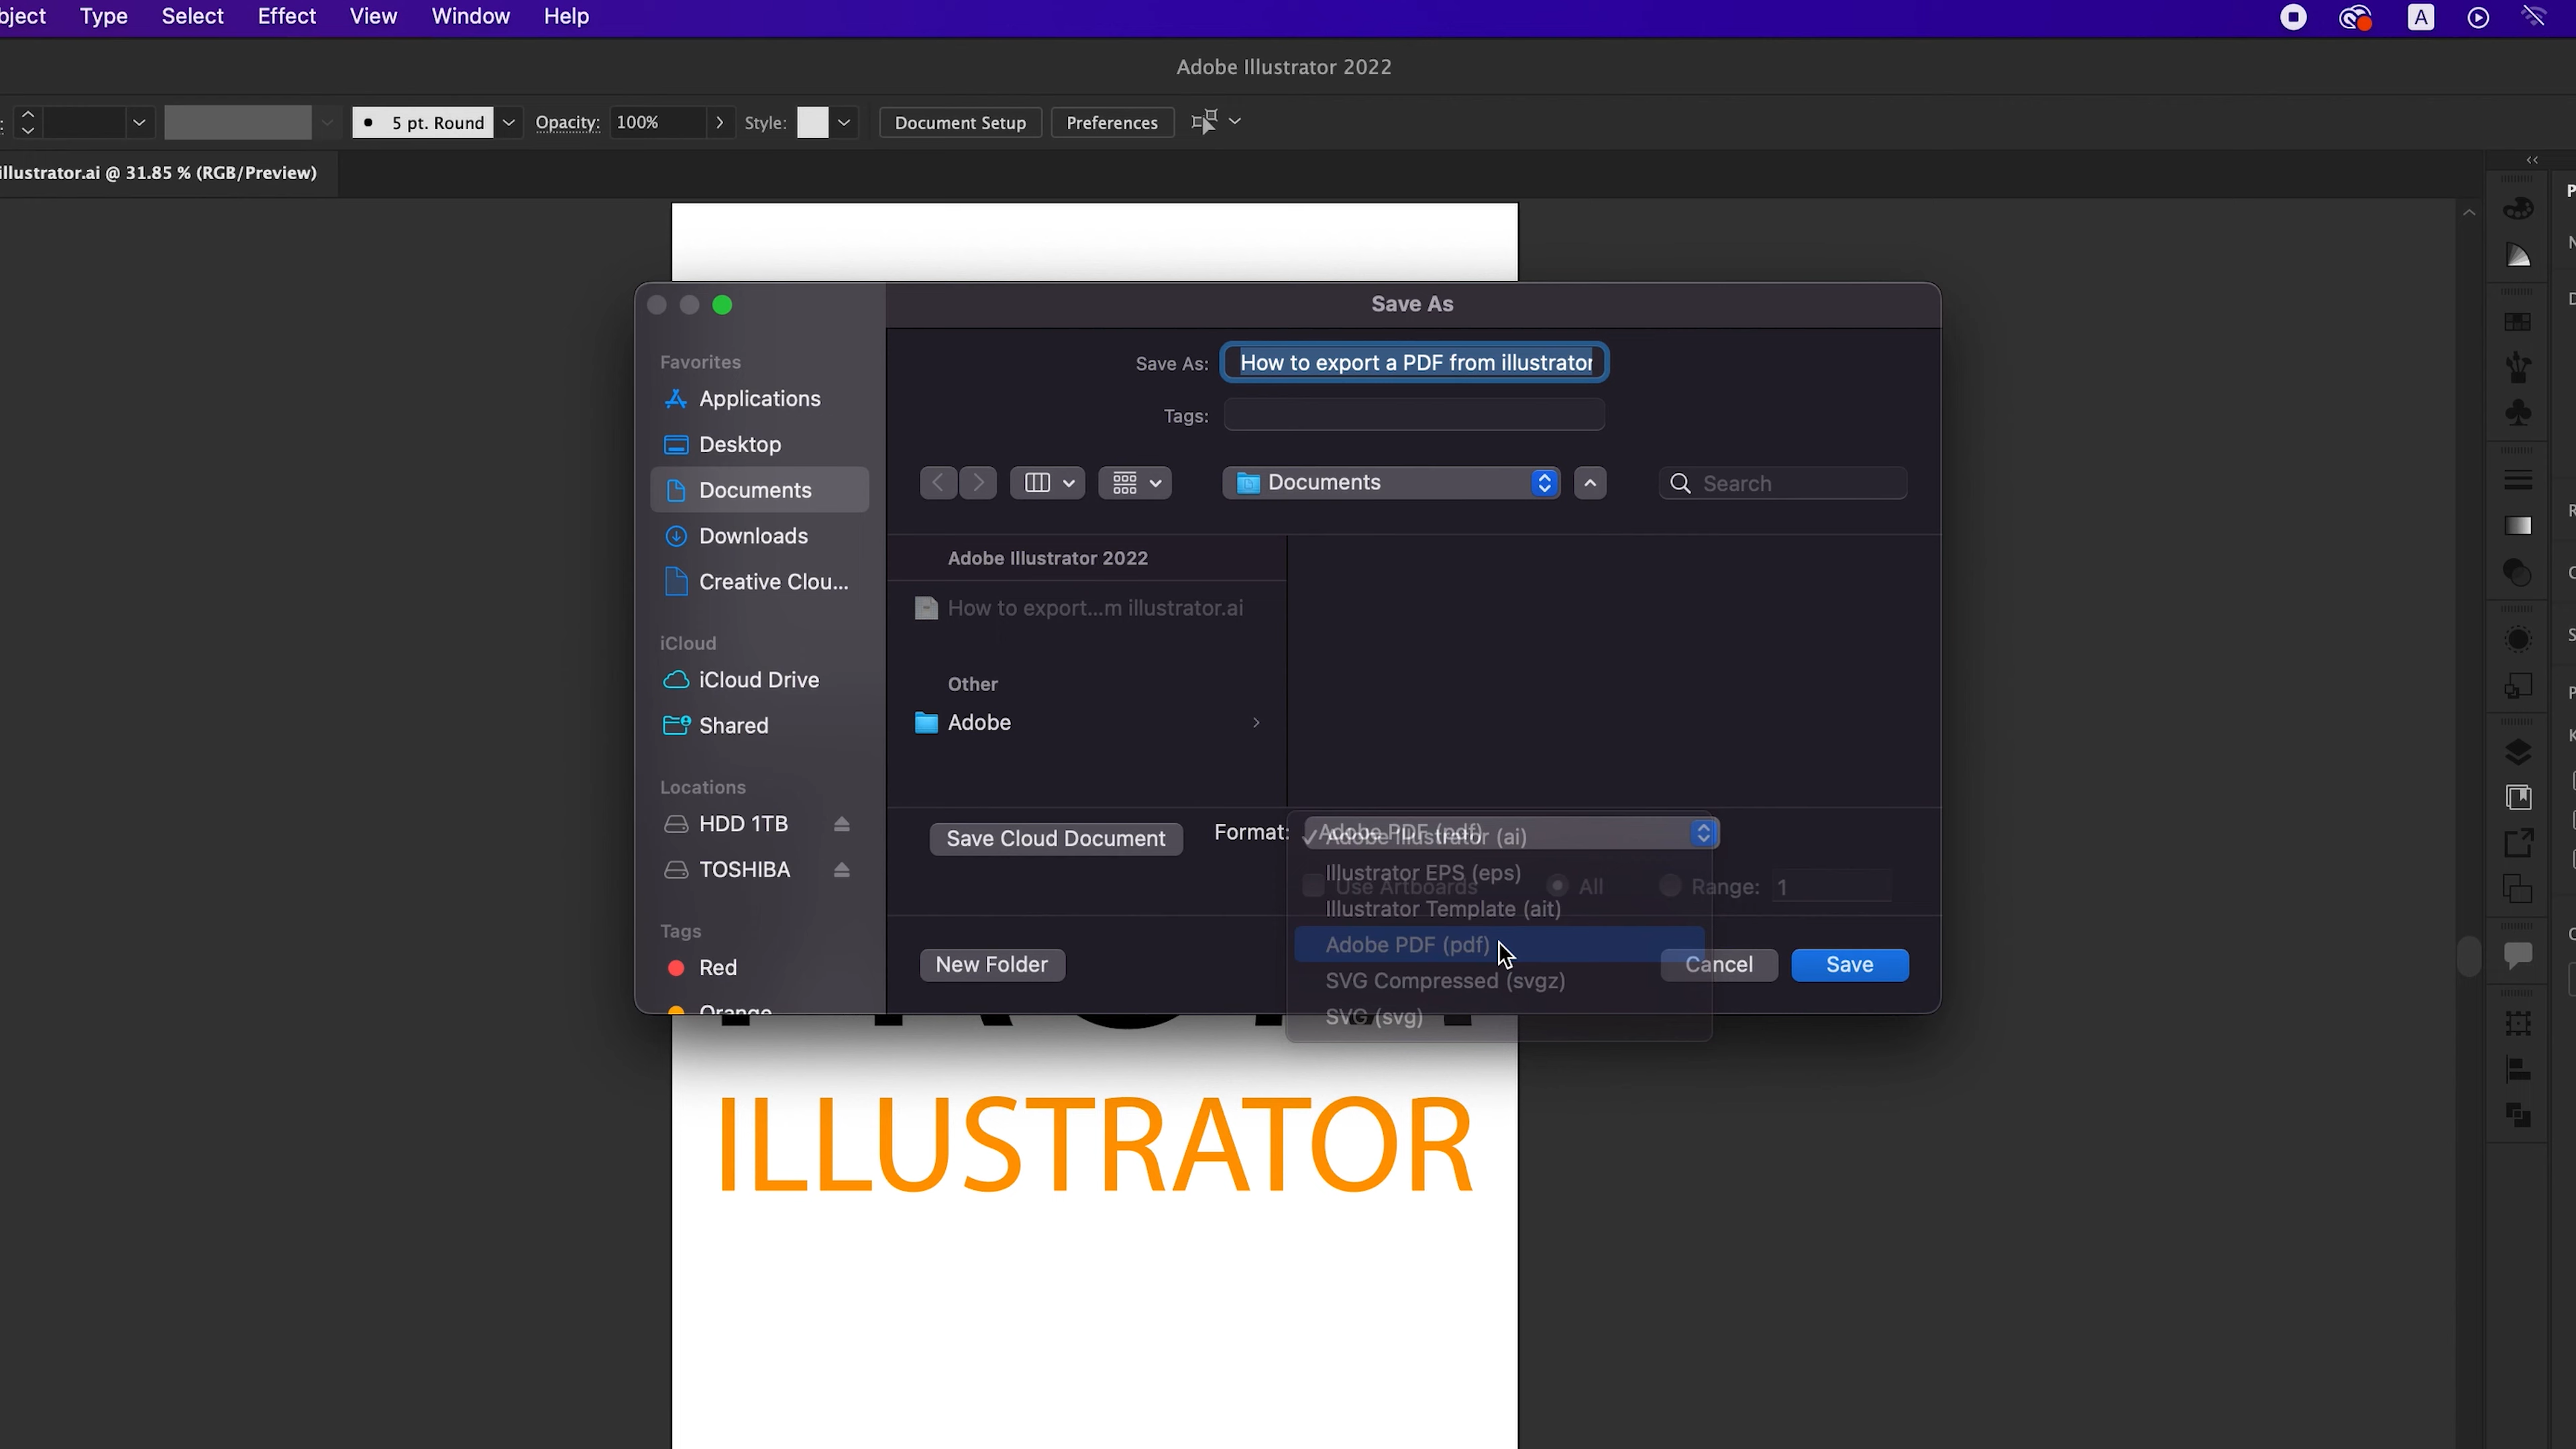 bject Type Select Effect View Window Help
A
Adobe Illustrator 2022
5 pt. Round Opacity: 100% Style: Document Setup Preferences
illustrator.ai @ 31.85 % (RGB/Preview)
Save As
Save As: How to export a PDF from illustrator
Tags:
Documents
Search
Favorites
Applications
Desktop
Documents
Downloads
Creative Clou...
iCloud
iCloud Drive
Shared
Locations
HDD 1TB
TOSHIBA
Tags
Red
Orange
Adobe Illustrator 2022
How to export...m illustrator.ai
Other
Adobe
Save Cloud Document
Format: Adobe PDF (pdf)
Use Artboards All Range: 1
Adobe Illustrator (ai)
Illustrator EPS (eps)
Illustrator Template (ait)
Adobe PDF (pdf)
SVG Compressed (svgz)
SVG (svg)
New Folder
Cancel
Save
ILLUSTRATOR